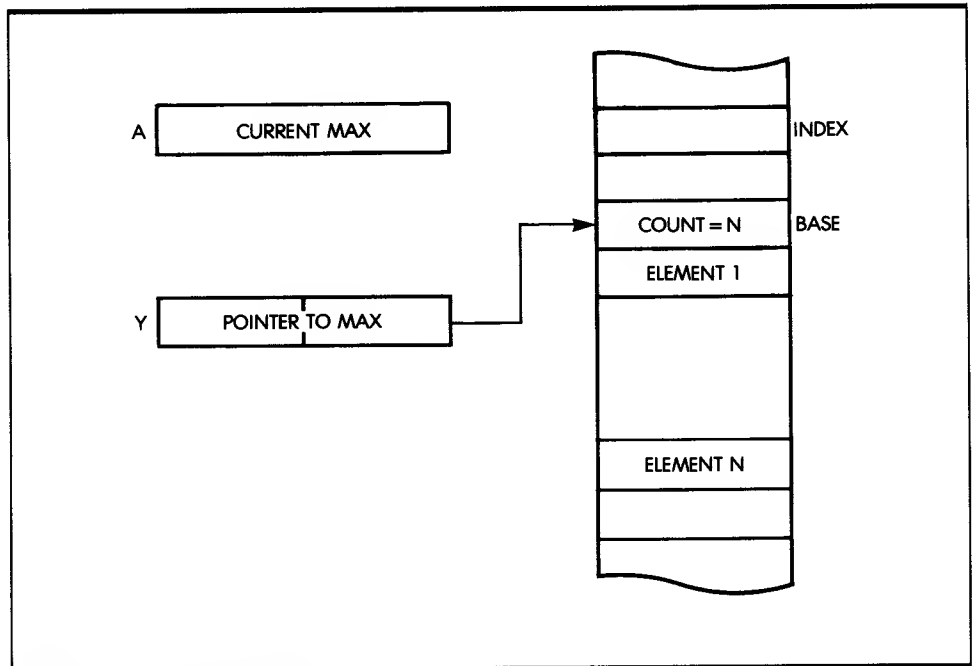 A
CURRENT MAX
INDEX
COUNT = N
BASE
ELEMENT 1
Y
POINTER TO MAX
ELEMENT N